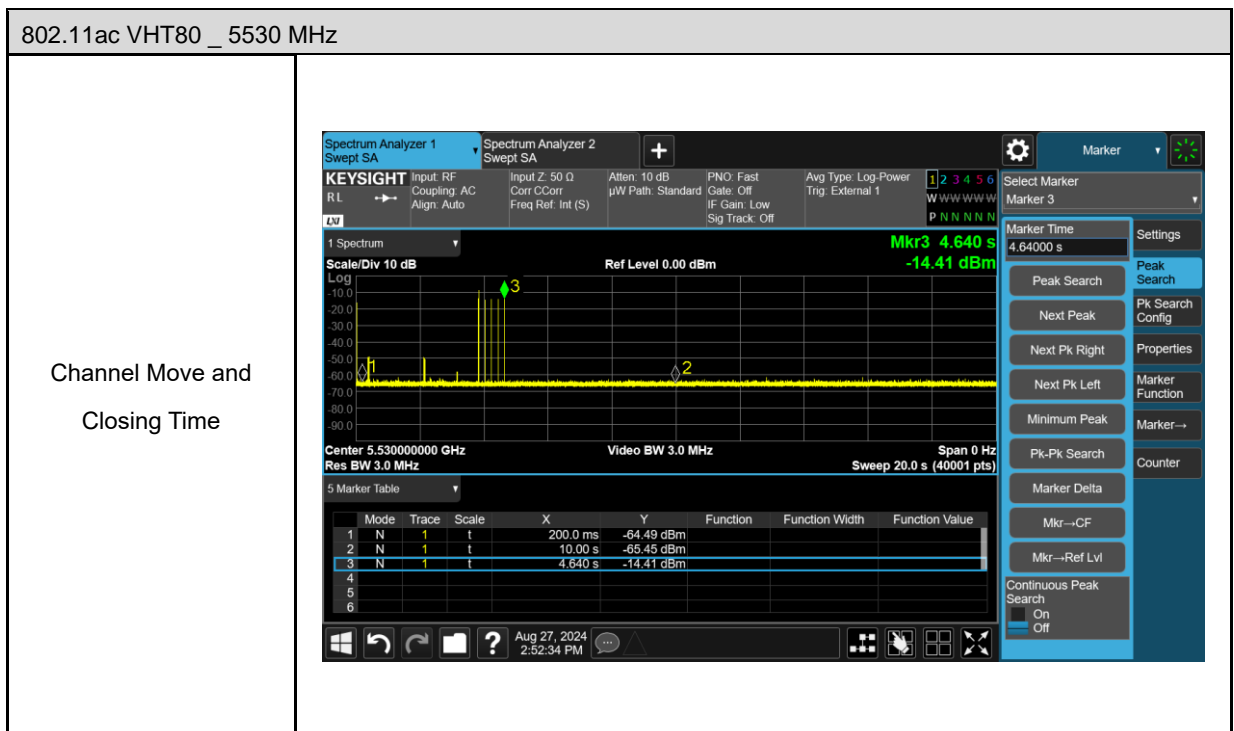 802.11ac VHT80 _ 5530 MHz
Channel Move and
Closing Time
Spectrum Analyzer 1
Swept SA
Spectrum Analyzer 2
Swept SA
Marker
KEYSIGHT
RL
LXI
Input: RF
Coupling: AC
Align: Auto
Input Z: 50 Ω
Corr CCorr
Freq Ref: Int (S)
Atten: 10 dB
µW Path: Standard
PNO: Fast
Gate: Off
IF Gain: Low
Sig Track: Off
Avg Type: Log-Power
Trig: External 1
1 2 3 4 5 6
W W W W W W
P N N N N N
1 Spectrum
Scale/Div 10 dB
Ref Level 0.00 dBm
Mkr3 4.640 s
-14.41 dBm
Log
-10.0
-20.0
-30.0
-40.0
-50.0
-60.0
-70.0
-80.0
-90.0
1
2
3
Center 5.530000000 GHz
Res BW 3.0 MHz
Video BW 3.0 MHz
Span 0 Hz
Sweep 20.0 s (40001 pts)
5 Marker Table
Mode Trace Scale X Y Function Function Width Function Value
1 N 1 t 200.0 ms -64.49 dBm
2 N 1 t 10.00 s -65.45 dBm
3 N 1 t 4.640 s -14.41 dBm
4
5
6
Aug 27, 2024
2:52:34 PM
Select Marker
Marker 3
Marker Time
4.64000 s
Peak Search
Next Peak
Next Pk Right
Next Pk Left
Minimum Peak
Pk-Pk Search
Marker Delta
Mkr→CF
Mkr→Ref Lvl
Continuous Peak
Search
On
Off
Settings
Peak
Search
Pk Search
Config
Properties
Marker
Function
Marker→
Counter